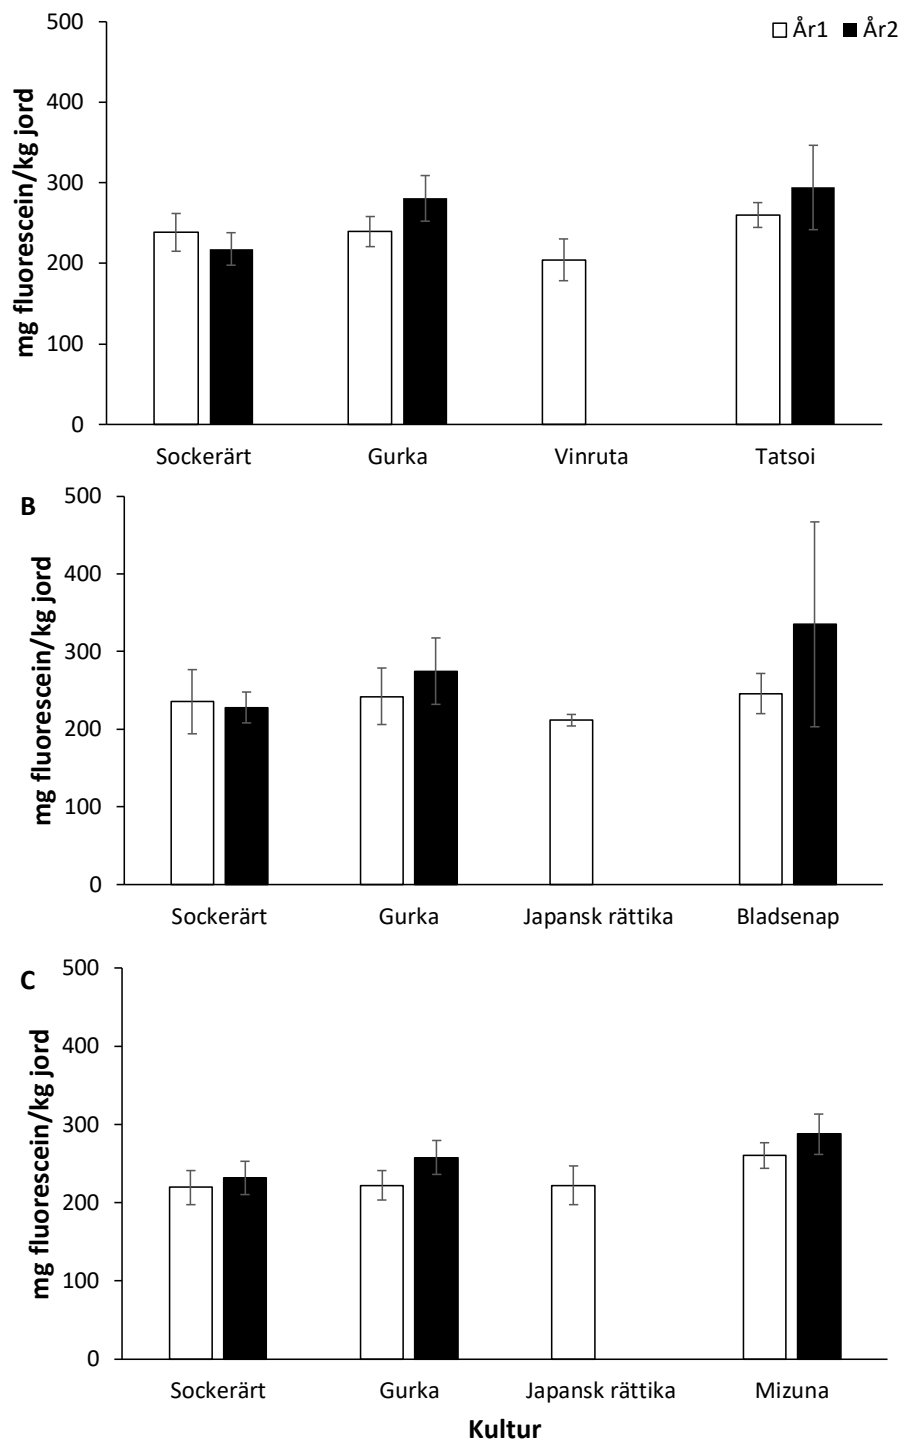 500
År1 År2
400
300
200
100
0
mg fluorescein/kg jord
Sockerärt Gurka Vinruta Tatsoi
B
500
400
300
200
100
0
mg fluorescein/kg jord
Sockerärt Gurka Japansk rättika Bladsenap
C
500
400
300
200
100
0
mg fluorescein/kg jord
Sockerärt Gurka Japansk rättika Mizuna
Kultur